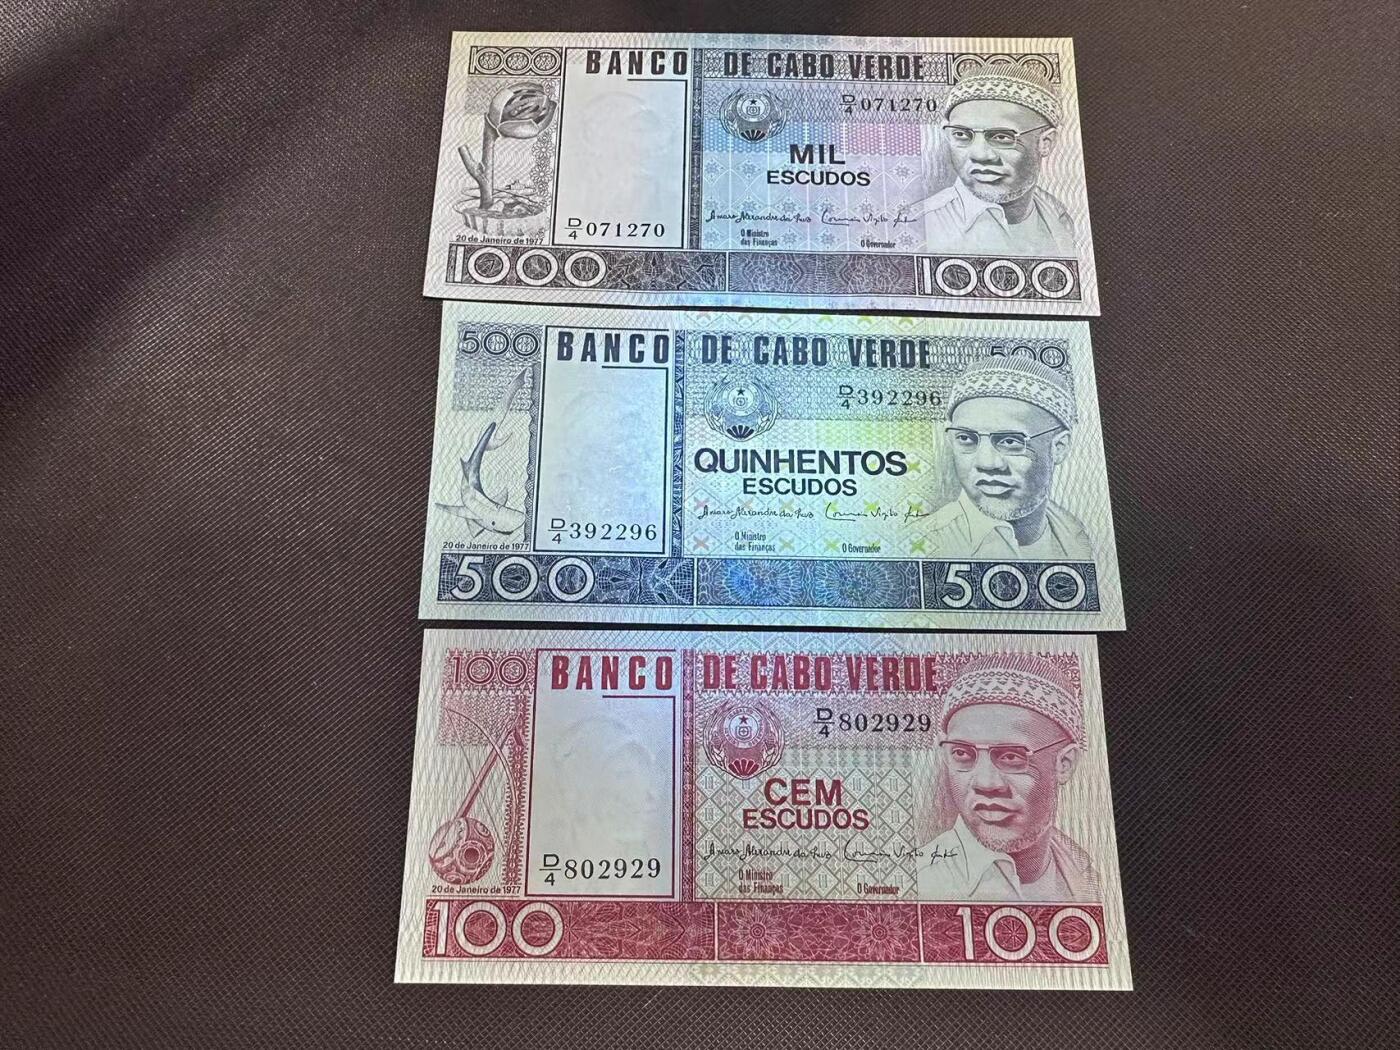 1000 BANCO DE CABO VERDE 1000
D/4 071270
MIL
ESCUDOS
D/4 071270
O Ministro
das Finanças
O Governador
20 de Janeiro de 1977
1000 1000
500 BANCO DE CABO VERDE 500
D/4 392296
QUINHENTOS
ESCUDOS
D/4 392296
O Ministro
das Finanças
O Governador
20 de Janeiro de 1977
500 500
100 BANCO DE CABO VERDE
D/4 802929
CEM
ESCUDOS
D/4 802929
O Ministro
das Finanças
O Governador
20 de Janeiro de 1977
100 100